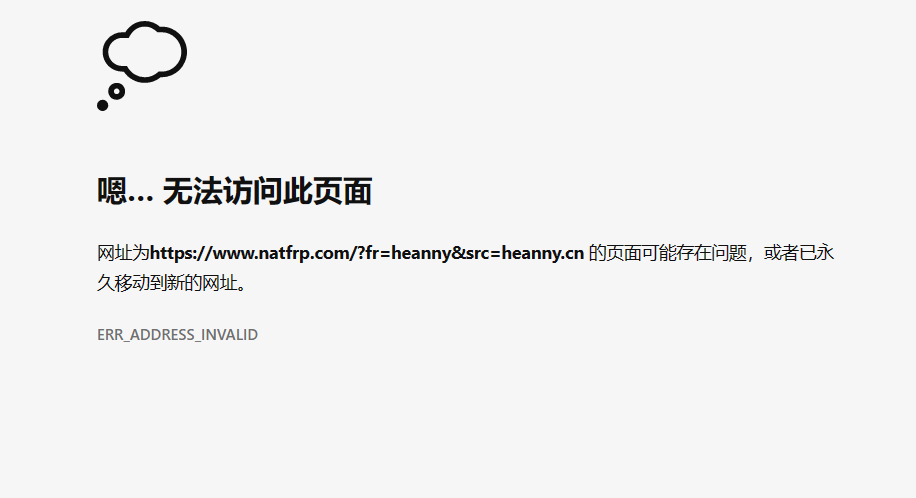 嗯… 无法访问此页面
网址为https://www.natfrp.com/?fr=heanny&src=heanny.cn 的页面可能存在问题，或者已永
久移动到新的网址。
ERR_ADDRESS_INVALID